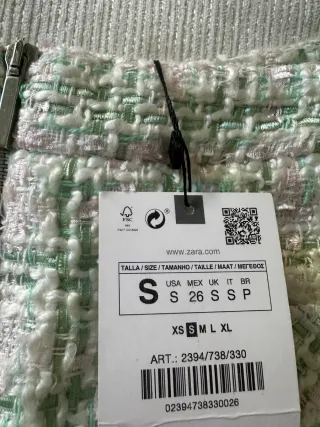 FSC
www.zara.com
TALLA / SIZE / TAMANHO / TAILLE / MAAT / ΜΕΓΕΘΟΣ
S
USA MEX UK IT BR
S 26 S S P
XS S M L XL
ART.: 2394/738/330
02394738330026